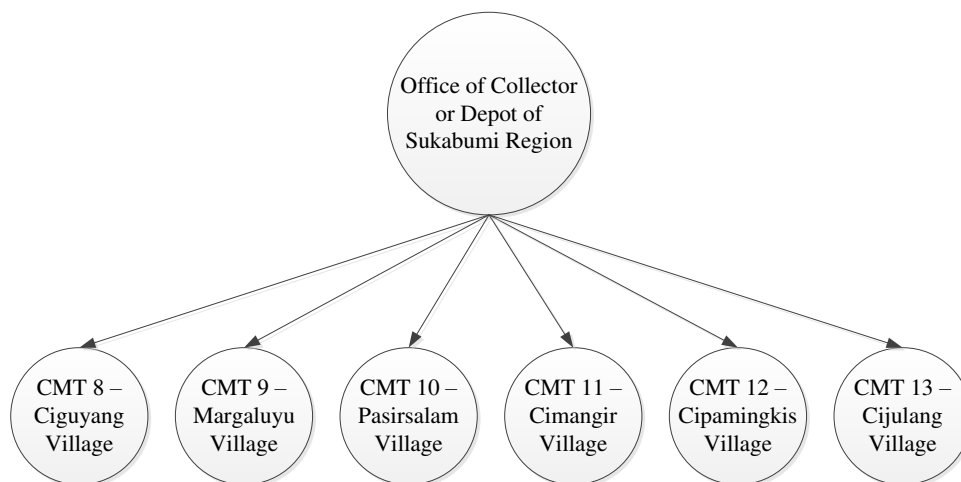 Office of Collector
or Depot of
Sukabumi Region
CMT 8 –
Ciguyang
Village
CMT 9 –
Margaluyu
Village
CMT 10 –
Pasirsalam
Village
CMT 11 –
Cimangir
Village
CMT 12 –
Cipamingkis
Village
CMT 13 –
Cijulang
Village